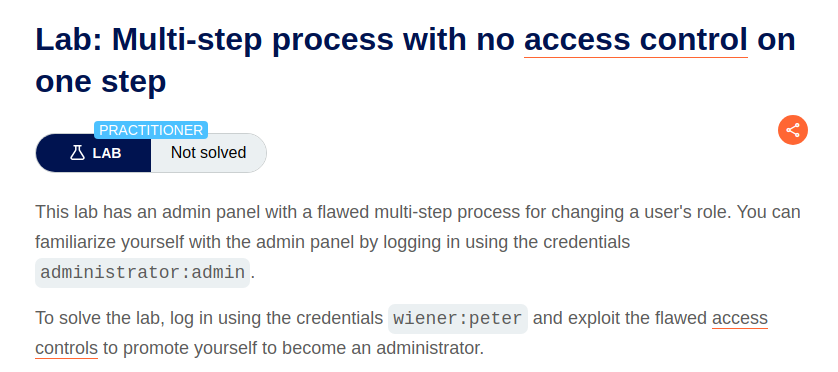 Lab: Multi-step process with no access control on
one step
PRACTITIONER
LAB
Not solved
This lab has an admin panel with a flawed multi-step process for changing a user's role. You can
familiarize yourself with the admin panel by logging in using the credentials
administrator:admin.
To solve the lab, log in using the credentials wiener:peter and exploit the flawed access
controls to promote yourself to become an administrator.